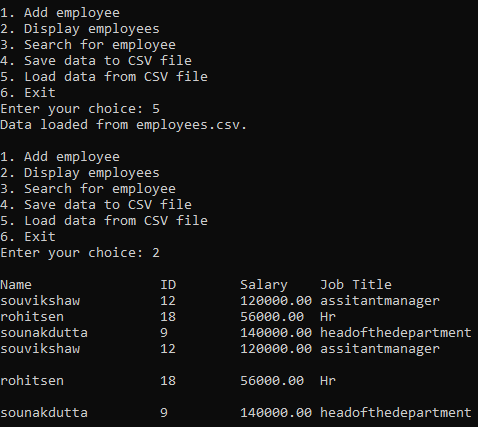 1. Add employee
2. Display employees
3. Search for employee
4. Save data to CSV file
5. Load data from CSV file
6. Exit
Enter your choice: 5
Data loaded from employees.csv.
1. Add employee
2. Display employees
3. Search for employee
4. Save data to CSV file
5. Load data from CSV file
6. Exit
Enter your choice: 2
Name ID Salary Job Title
souvikshaw 12 120000.00 assitantmanager
rohitsen 18 56000.00 Hr
sounakdutta 9 140000.00 headofthedepartment
souvikshaw 12 120000.00 assitantmanager
rohitsen 18 56000.00 Hr
sounakdutta 9 140000.00 headofthedepartment